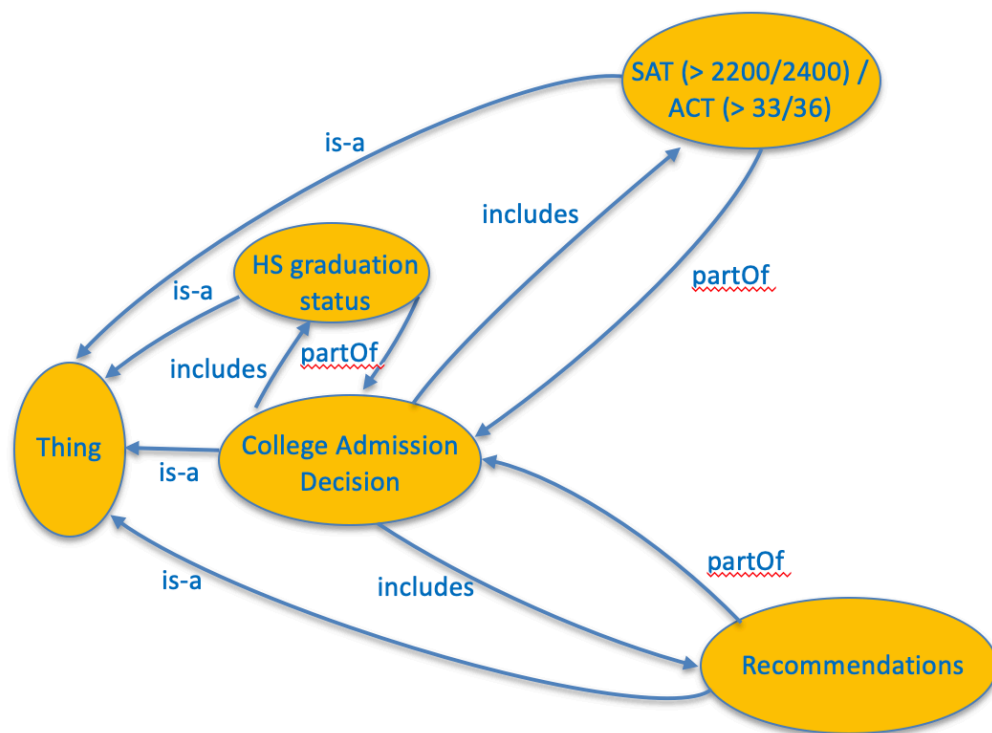 SAT (> 2200/2400) /
ACT (> 33/36)
is-a
includes
HS graduation
status
is-a
partOf
includes
partOf
Thing
College Admission
Decision
is-a
partOf
is-a
includes
Recommendations